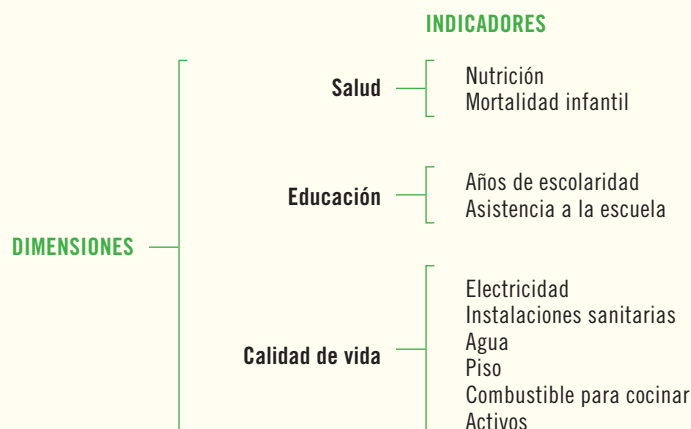 INDICADORES
Salud
Nutrición
Mortalidad infantil
Educación
Años de escolaridad
Asistencia a la escuela
DIMENSIONES
Calidad de vida
Electricidad
Instalaciones sanitarias
Agua
Piso
Combustible para cocinar
Activos